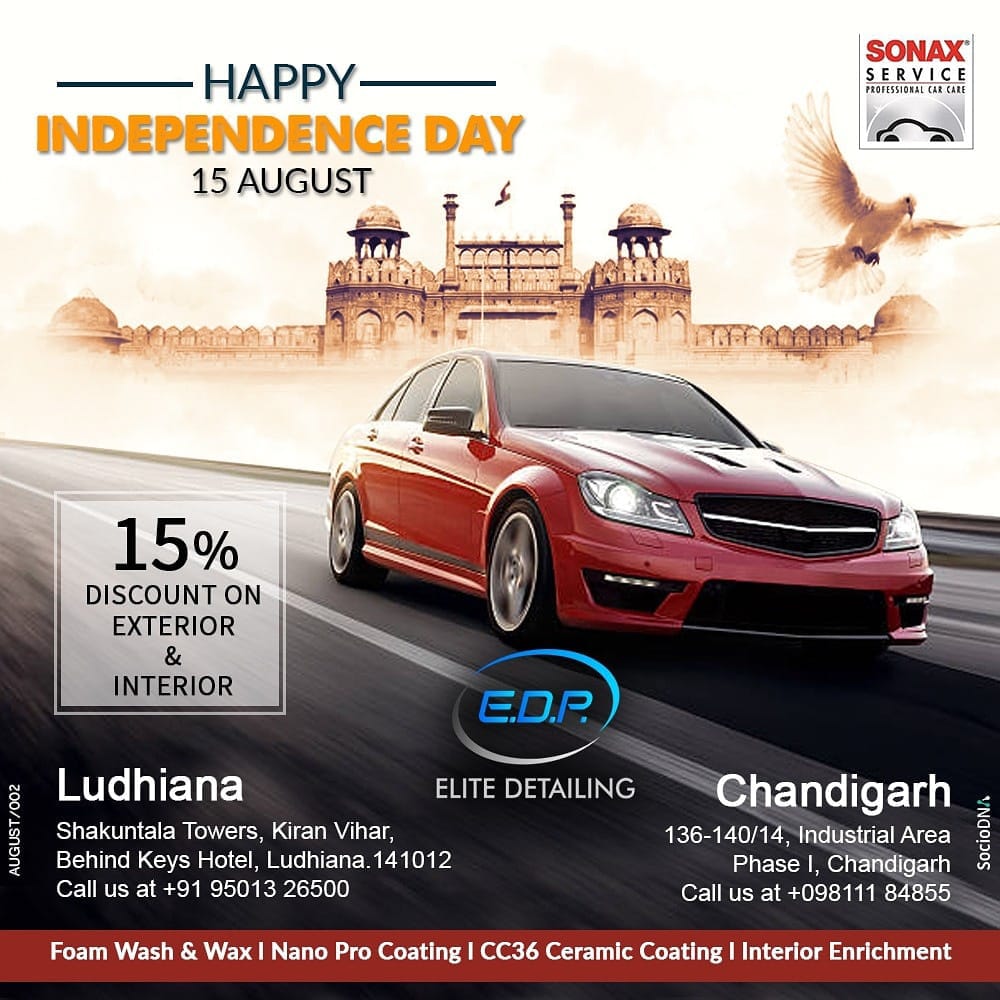 HAPPY
INDEPENDENCE DAY
15 AUGUST
SONAX®
SERVICE
PROFESSIONAL CAR CARE
15%
DISCOUNT ON
EXTERIOR
&
INTERIOR
E.D.P.
ELITE DETAILING
Ludhiana
Shakuntala Towers, Kiran Vihar,
Behind Keys Hotel, Ludhiana.141012
Call us at +91 95013 26500
Chandigarh
136-140/14, Industrial Area
Phase I, Chandigarh
Call us at +098111 84855
AUGUST/002
SocioDNA
Foam Wash & Wax I Nano Pro Coating I CC36 Ceramic Coating I Interior Enrichment